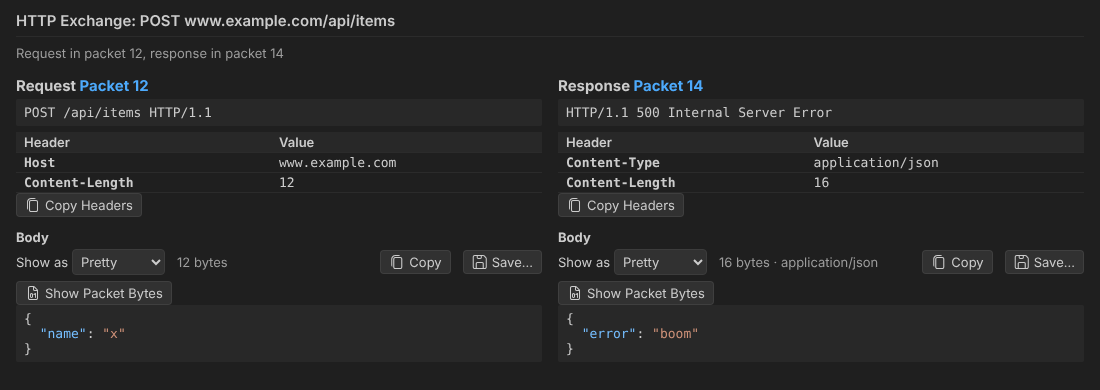 HTTP Exchange: POST www.example.com/api/items
Request in packet 12, response in packet 14
Request Packet 12
POST /api/items HTTP/1.1
Header Value
Host www.example.com
Content-Length 12
Copy Headers
Body
Show as Pretty 12 bytes Copy Save...
Show Packet Bytes
{
"name": "x"
}
Response Packet 14
HTTP/1.1 500 Internal Server Error
Header Value
Content-Type application/json
Content-Length 16
Copy Headers
Body
Show as Pretty 16 bytes · application/json Copy Save...
Show Packet Bytes
{
"error": "boom"
}